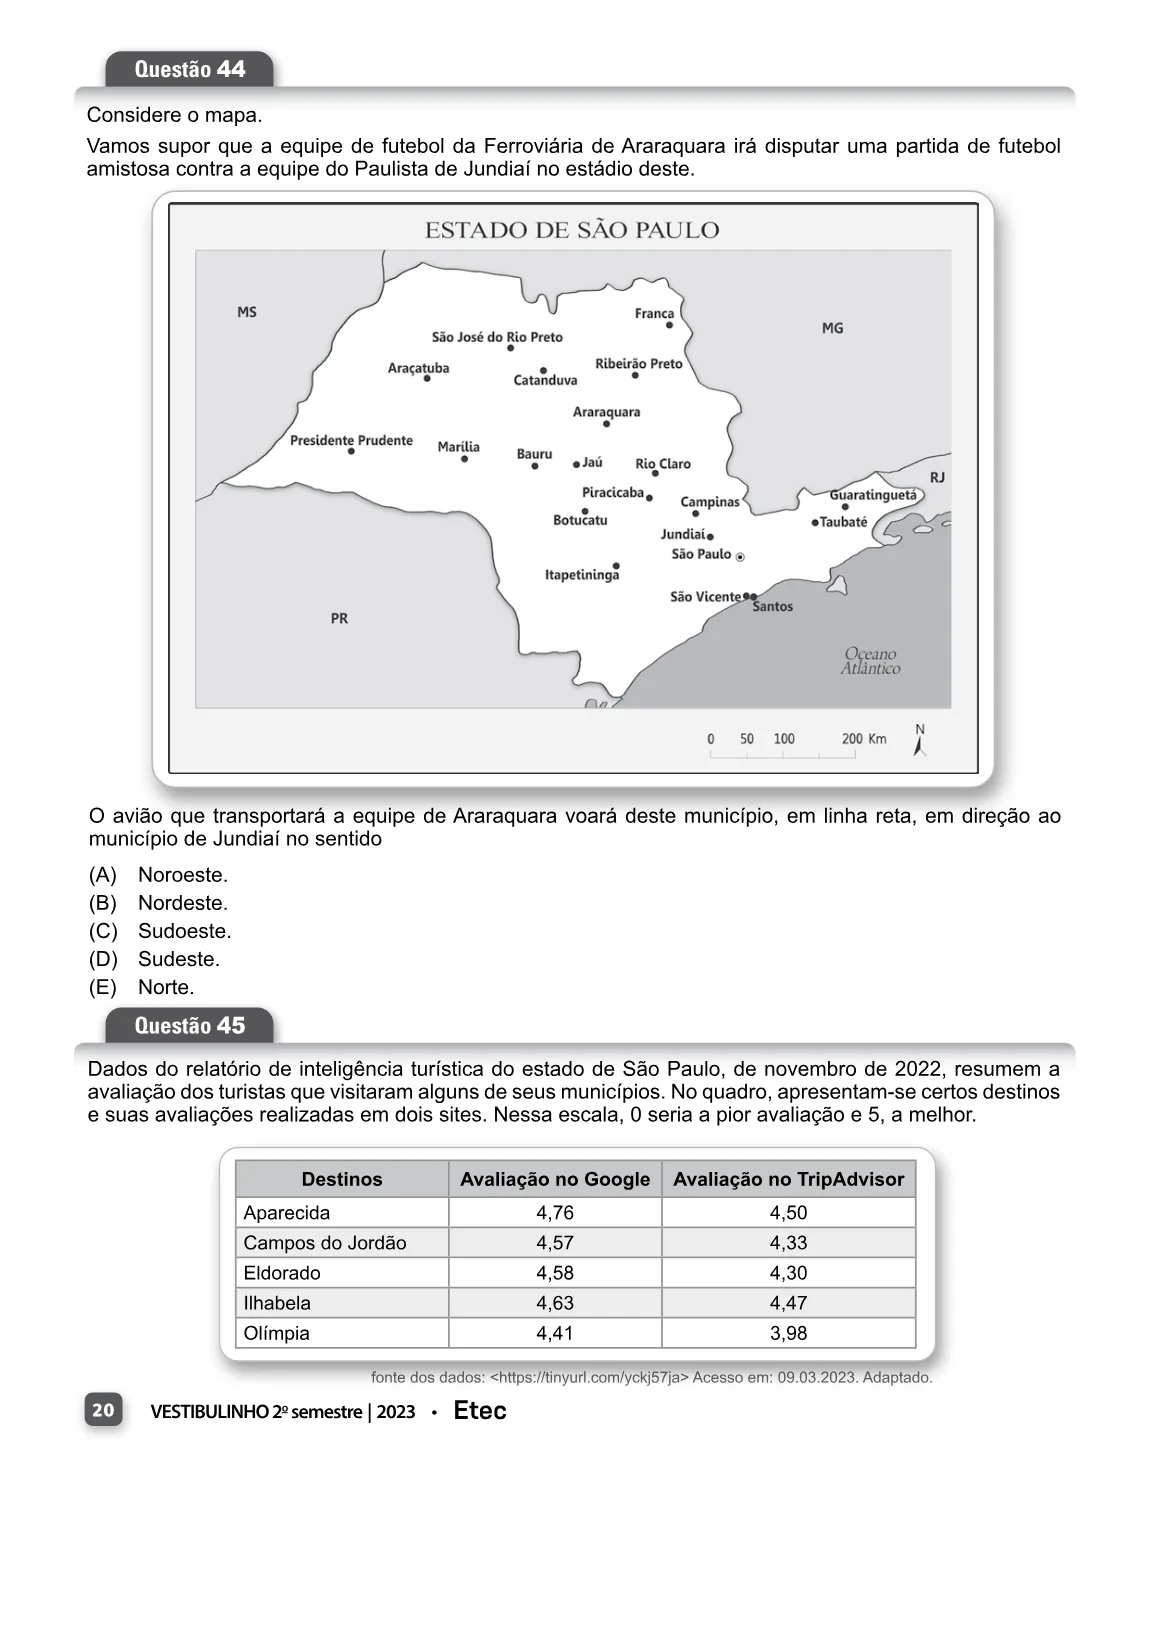 Questão 44
Considere o mapa.
Vamos supor que a equipe de futebol da Ferroviária de Araraquara irá disputar uma partida de futebol
amistosa contra a equipe do Paulista de Jundiaí no estádio deste.
ESTADO DE SÃO PAULO
MS
MG
Franca
São José do Rio Preto
Araçatuba
Catanduva
Ribeirão Preto
Araraquara
Presidente Prudente
Marília
Bauru
Jaú
Rio Claro
RJ
Piracicaba
Campinas
Guaratinguetá
Botucatu
Taubaté
Jundiaí
São Paulo
Itapetininga
São Vicente
Santos
PR
Oceano
Atlântico
0 50 100 200 Km
N
O avião que transportará a equipe de Araraquara voará deste município, em linha reta, em direção ao
município de Jundiaí no sentido
(A) Noroeste.
(B) Nordeste.
(C) Sudoeste.
(D) Sudeste.
(E) Norte.
Questão 45
Dados do relatório de inteligência turística do estado de São Paulo, de novembro de 2022, resumem a
avaliação dos turistas que visitaram alguns de seus municípios. No quadro, apresentam-se certos destinos
e suas avaliações realizadas em dois sites. Nessa escala, 0 seria a pior avaliação e 5, a melhor.
Destinos Avaliação no Google Avaliação no TripAdvisor
Aparecida 4,76 4,50
Campos do Jordão 4,57 4,33
Eldorado 4,58 4,30
Ilhabela 4,63 4,47
Olímpia 4,41 3,98
fonte dos dados: <https://tinyurl.com/yckj57ja> Acesso em: 09.03.2023. Adaptado.
20 VESTIBULINHO 2º semestre | 2023 • Etec